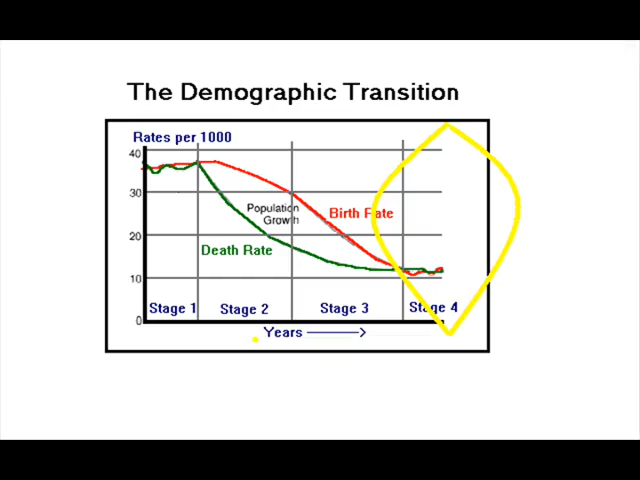 The Demographic Transition
Rates per 1000
40
30
20
10
0
Population
Growth
Birth Rate
Death Rate
Stage 1
Stage 2
Stage 3
Stage 4
Years